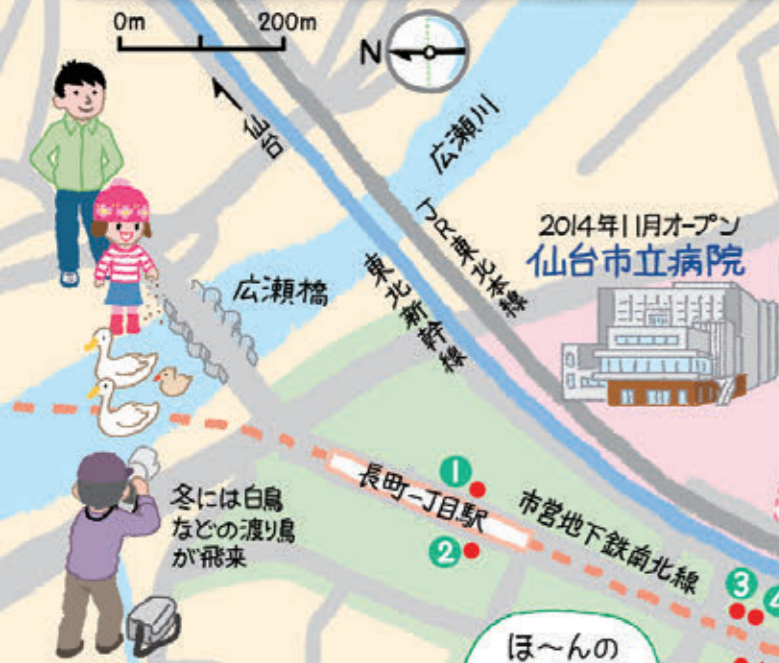 0m 200m
N
仙台
広瀬川
JR東北本線
2014年11月オープン
仙台市立病院
広瀬橋
東北新幹線
長町一丁目駅
1
2
市営地下鉄南北線
3
4
冬には白鳥
などの渡り鳥
が飛来
ほ〜んの